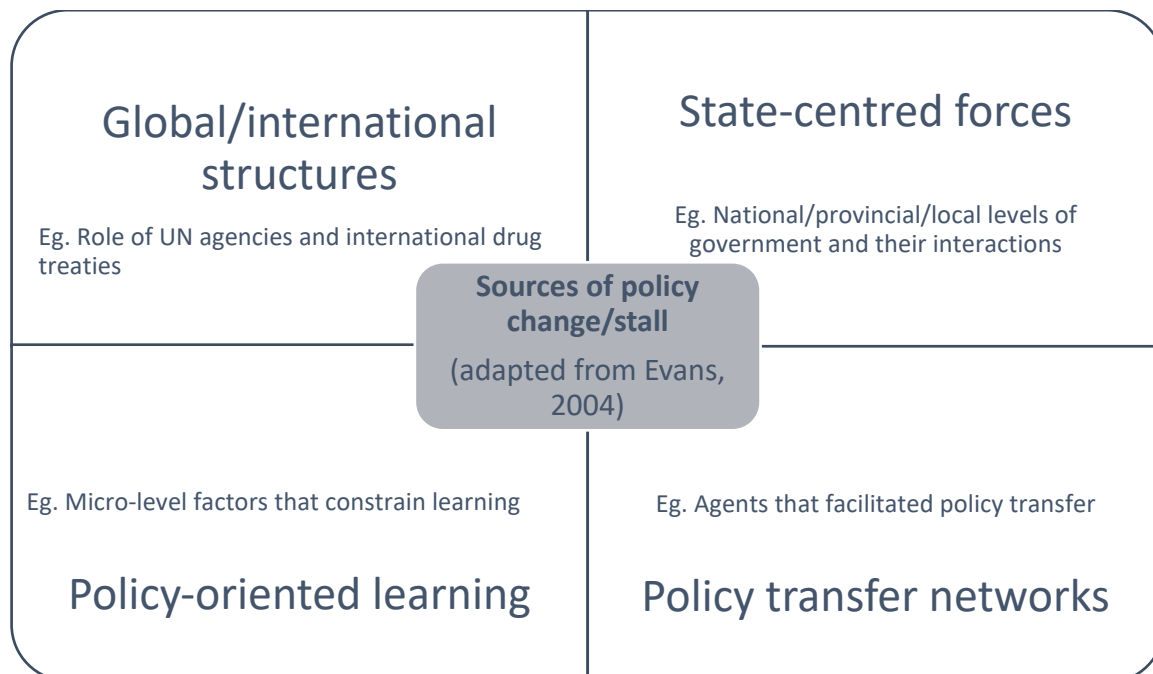 Global/international
structures
Eg. Role of UN agencies and international drug
treaties
State-centred forces
Eg. National/provincial/local levels of
government and their interactions
Sources of policy
change/stall
(adapted from Evans,
2004)
Eg. Micro-level factors that constrain learning
Policy-oriented learning
Eg. Agents that facilitated policy transfer
Policy transfer networks